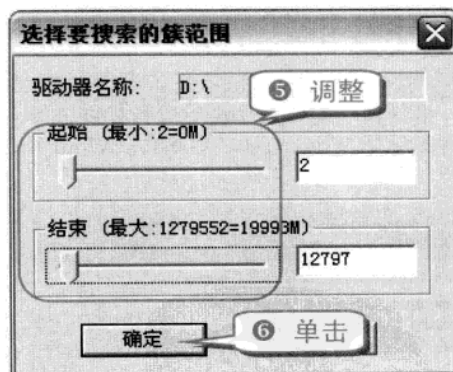 选择要搜索的簇范围
驱动器名称: D:\
❺ 调整
起始 (最小:2=0M)
2
结束 (最大:1279552=19993M)
12797
确定
❻ 单击